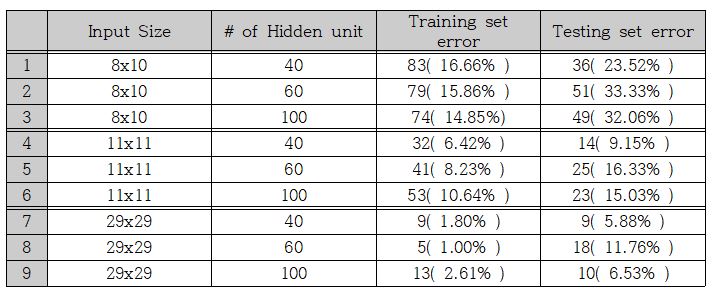 Input Size # of Hidden unit Training set error Testing set error
1 8x10 40 83( 16.66% ) 36( 23.52% )
2 8x10 60 79( 15.86% ) 51( 33.33% )
3 8x10 100 74( 14.85%) 49( 32.06% )
4 11x11 40 32( 6.42% ) 14( 9.15% )
5 11x11 60 41( 8.23% ) 25( 16.33% )
6 11x11 100 53( 10.64% ) 23( 15.03% )
7 29x29 40 9( 1.80% ) 9( 5.88% )
8 29x29 60 5( 1.00% ) 18( 11.76% )
9 29x29 100 13( 2.61% ) 10( 6.53% )